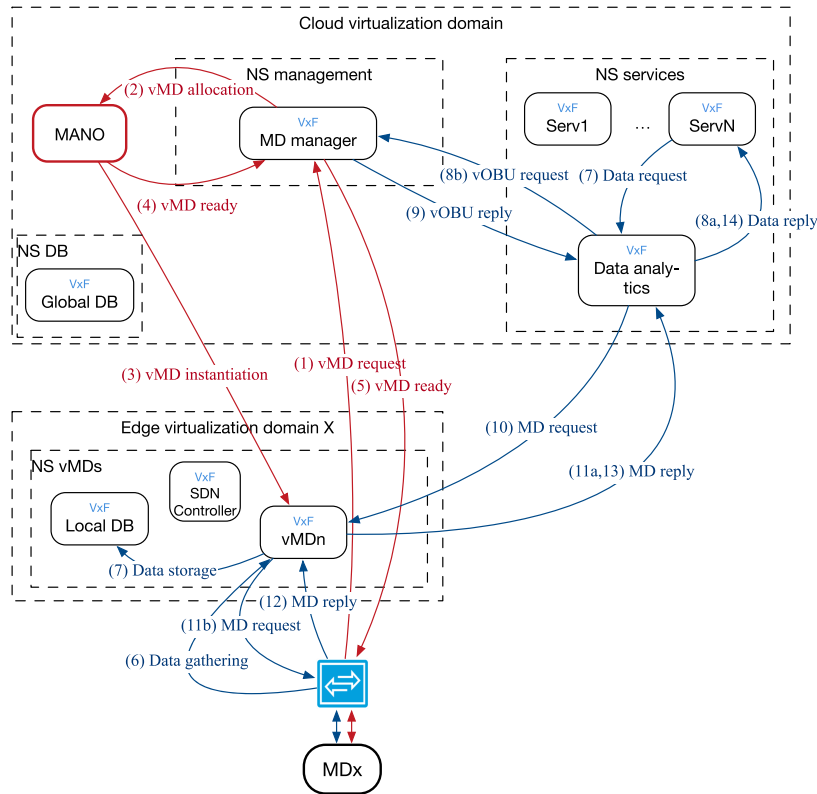 Cloud virtualization domain
NS management
NS services
(2) vMD allocation
VxF
MD manager
MANO
VxF
Serv1
...
VxF
ServN
(8b) vOBU request
(7) Data request
(4) vMD ready
(9) vOBU reply
(8a,14) Data reply
NS DB
VxF
Global DB
VxF
Data analy-
tics
(1) vMD request
(3) vMD instantiation
(5) vMD ready
Edge virtualization domain X
(10) MD request
NS vMDs
VxF
SDN
Controller
(11a,13) MD reply
VxF
Local DB
VxF
vMDn
(7) Data storage
(12) MD reply
(11b) MD request
(6) Data gathering
MDx